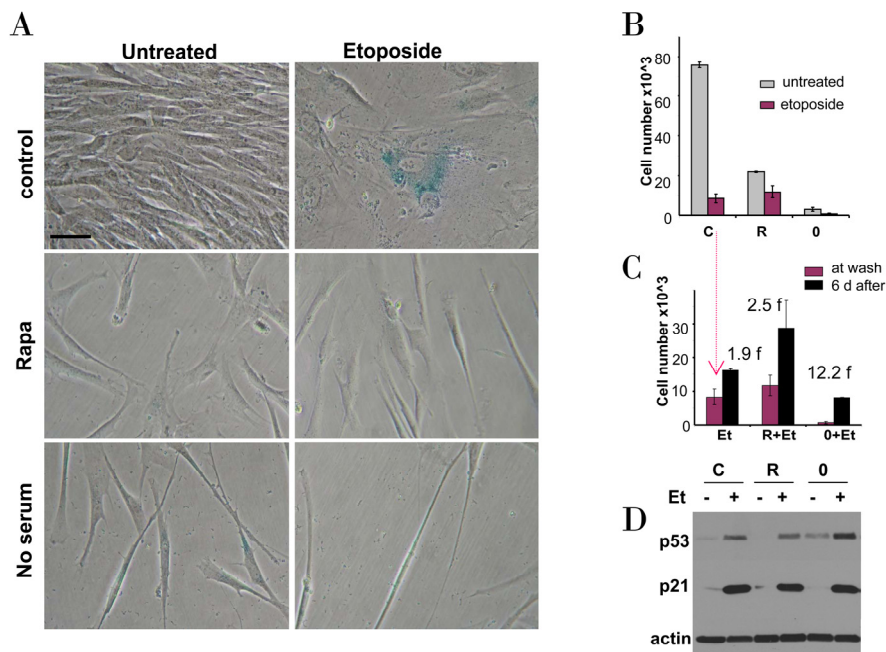 A
Untreated
Etoposide
control
Rapa
No serum
B
Cell number x10^3
80
60
40
20
0
untreated
etoposide
C
R
0
C
Cell number x10^3
30
20
10
0
at wash
6 d after
1.9 f
2.5 f
12.2 f
Et
R+Et
0+Et
D
C
R
0
Et
-
+
-
+
-
+
p53
p21
actin